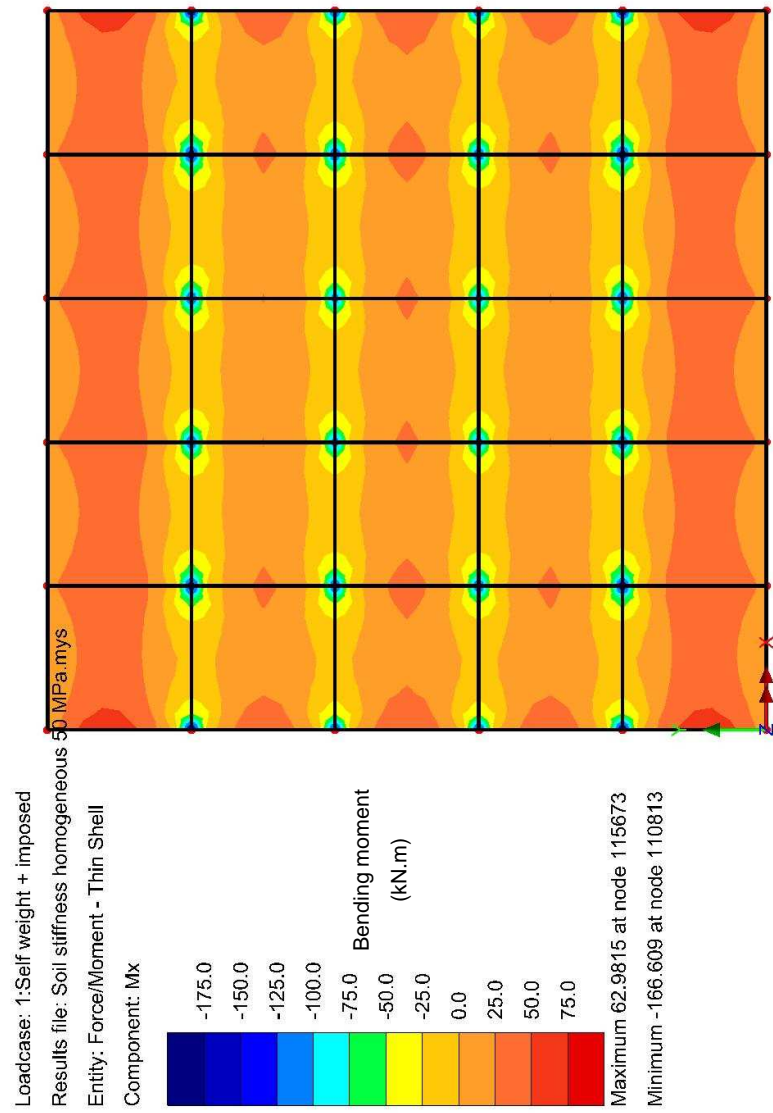 Loadcase: 1:Self weight + imposed
Results file: Soil stiffness homogeneous 50 MPa.mys
Entity: Force/Moment - Thin Shell
Component: Mx
-175.0
-150.0
-125.0
-100.0
-75.0
-50.0
-25.0
0.0
25.0
50.0
75.0
Bending moment
(kN.m)
Maximum 62.9815 at node 115673
Minimum -166.609 at node 110813
Y
Z
X